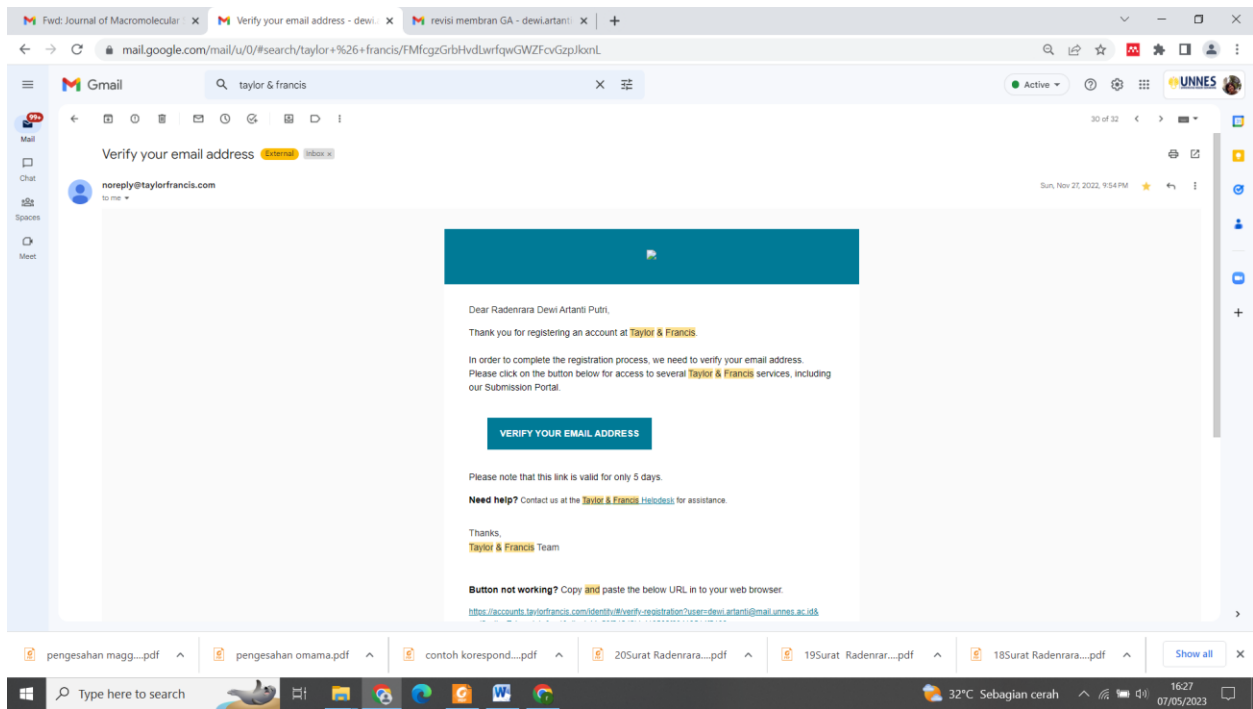 Fwd: Journal of Macromolecular
Verify your email address - dewi.
revisi membran GA - dewi.artanti
mail.google.com/mail/u/0/#search/taylor+%26+francis/FMfcgzGrbHvdLwrfqwGWZFcvGzpJkxnL
Gmail
taylor & francis
Active
UNNES
99+
Mail
Chat
Spaces
Meet
30 of 32
Verify your email address External Inbox x
noreply@taylorfrancis.com
Sun, Nov 27, 2022, 9:54 PM
to me
Dear Radenrara Dewi Artanti Putri,
Thank you for registering an account at Taylor & Francis.
In order to complete the registration process, we need to verify your email address.
Please click on the button below for access to several Taylor & Francis services, including
our Submission Portal.
VERIFY YOUR EMAIL ADDRESS
Please note that this link is valid for only 5 days.
Need help? Contact us at the Taylor & Francis Helpdesk for assistance.
Thanks,
Taylor & Francis Team
Button not working? Copy and paste the below URL in to your web browser.
https://accounts.taylorfrancis.com/identity/#/verify-registration?user=dewi.artanti@mail.unnes.ac.id&
pengesahan magg....pdf
pengesahan omama.pdf
contoh korespond....pdf
20Surat Radenrara....pdf
19Surat Radenrar....pdf
18Surat Radenrara....pdf
Show all
Type here to search
32°C Sebagian cerah
16:27
07/05/2023